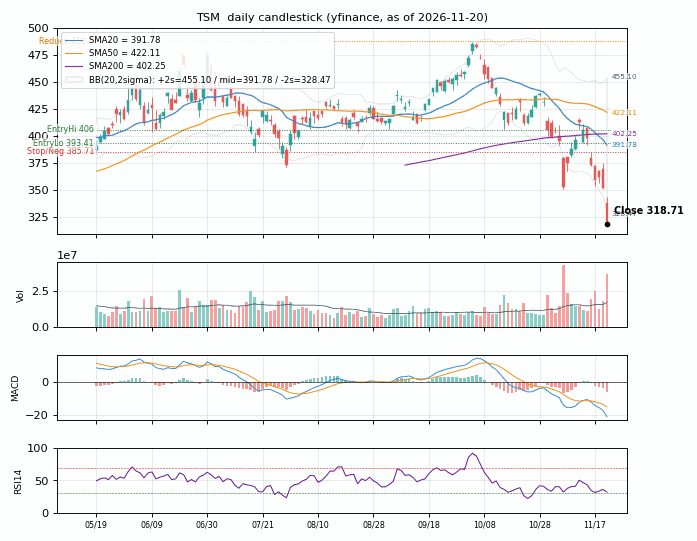 TSM  daily candlestick (yfinance, as of 2026-11-20)
500
475
450
425
400
375
350
325
SMA20 = 391.78
SMA50 = 422.11
SMA200 = 402.25
BB(20,2sigma): +2s=455.10 / mid=391.78 / -2s=328.47
EntryHi 406
EntryLo 393.41
Stop/Neg 385.71
455.10
422.11
402.25
391.78
Close 318.71
1e7
Vol
2.5
0.0
MACD
0
−20
RSI14
100
50
0
05/19
06/09
06/30
07/21
08/10
08/28
09/18
10/08
10/28
11/17